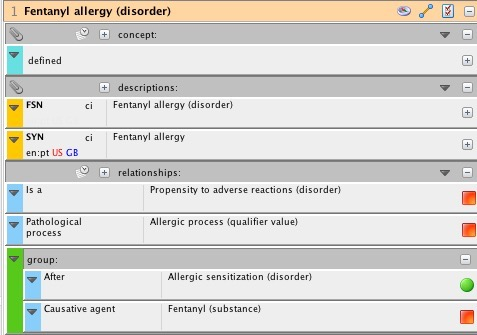 1 Fentanyl allergy (disorder)
concept:
defined
descriptions:
FSN ci Fentanyl allergy (disorder)
SYN ci Fentanyl allergy
en:pt US GB
relationships:
Is a Propensity to adverse reactions (disorder)
Pathological Allergic process (qualifier value)
process
group:
After Allergic sensitization (disorder)
Causative agent Fentanyl (substance)